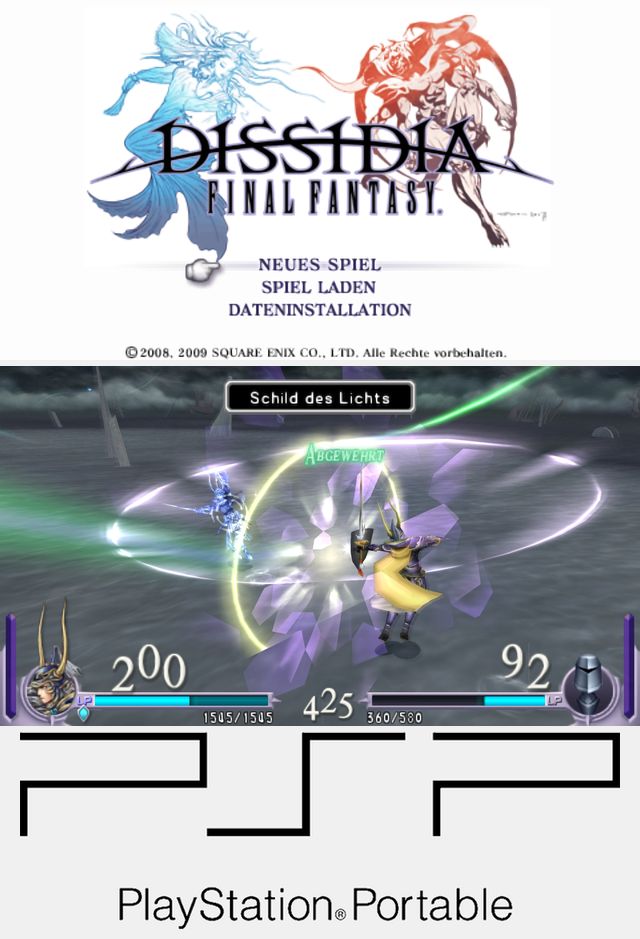 DISSIDIA
FINAL FANTASY®
NEUES SPIEL
SPIEL LADEN
DATENINSTALLATION
©2008, 2009 SQUARE ENIX CO., LTD. Alle Rechte vorbehalten.
Schild des Lichts
ABGEWEHRT
200
92
LP
LP
425
1545/1545
360/580
PSP
PlayStation®Portable